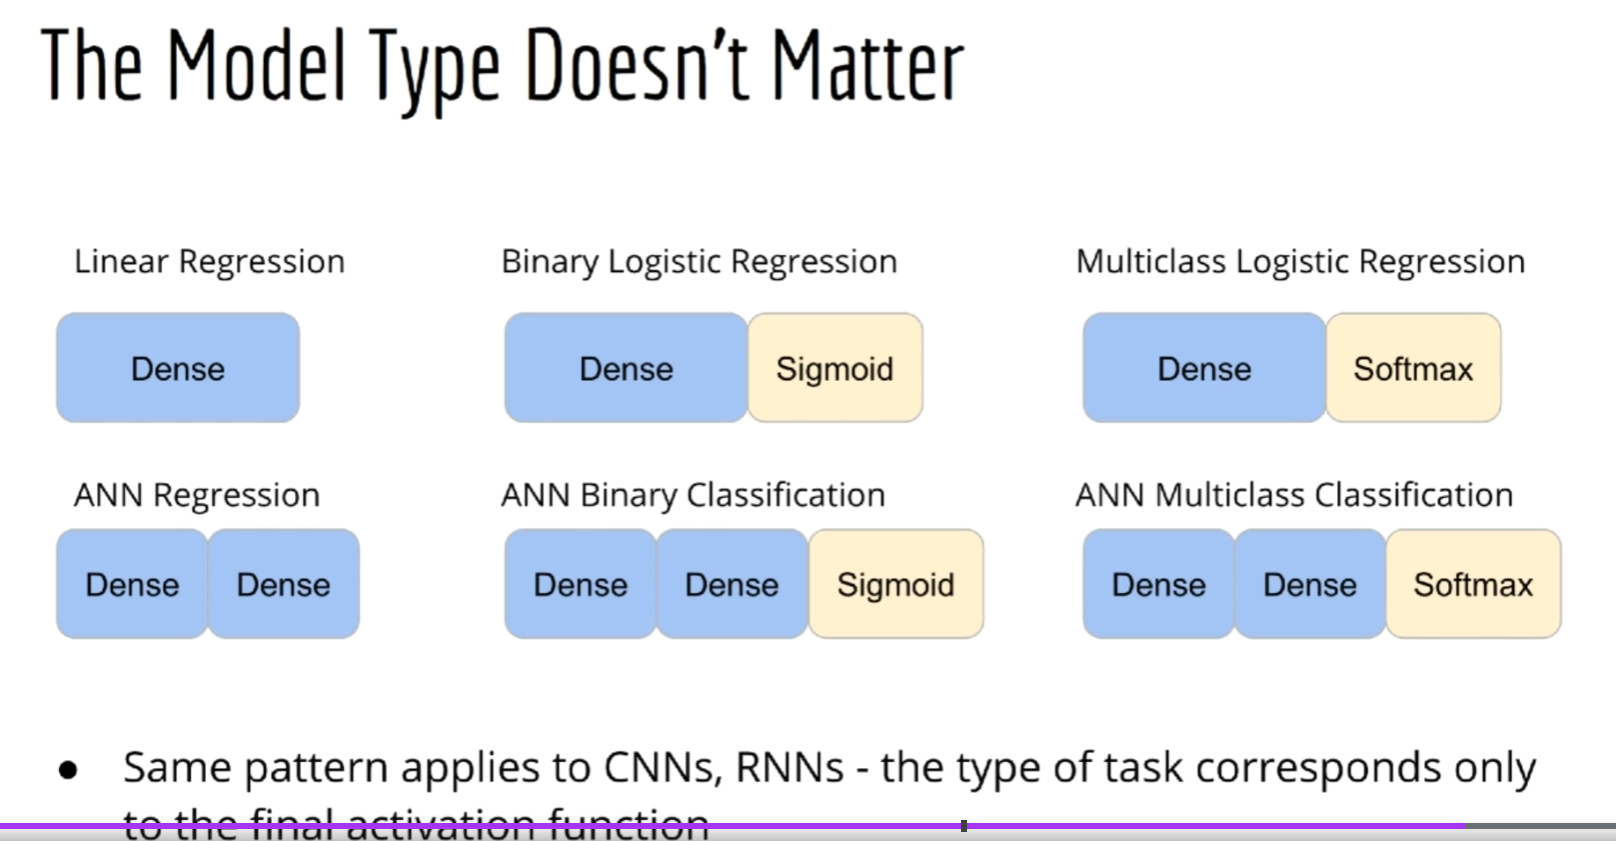 The Model Type Doesn't Matter
Linear Regression
Binary Logistic Regression
Multiclass Logistic Regression
Dense
Dense Sigmoid
Dense Softmax
ANN Regression
ANN Binary Classification
ANN Multiclass Classification
Dense Dense
Dense Dense Sigmoid
Dense Dense Softmax
● Same pattern applies to CNNs, RNNs - the type of task corresponds only
to the final activation function